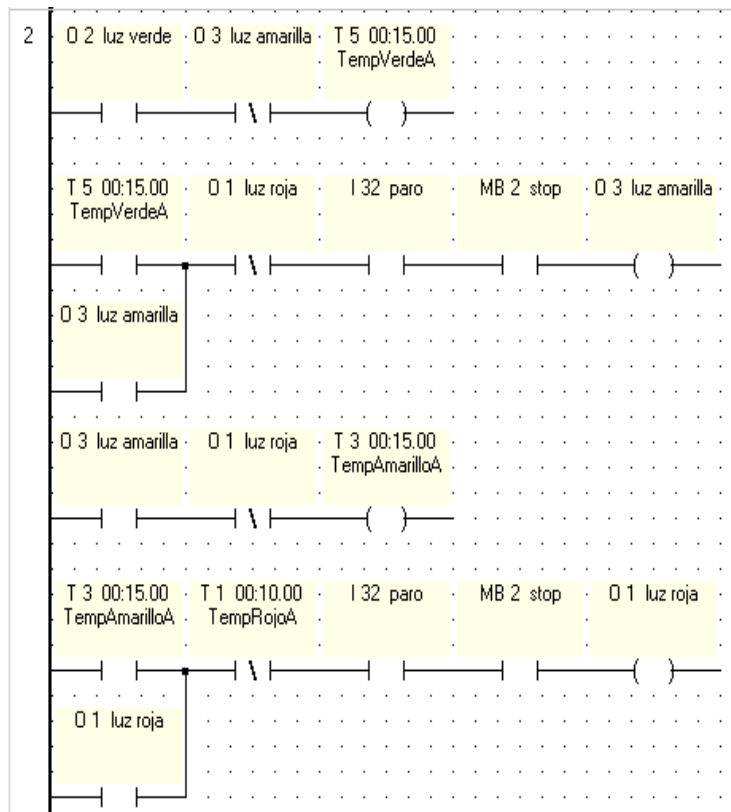 2
O 2 luz verde
O 3 luz amarilla
T 5 00:15.00
TempVerdeA
T 5 00:15.00
TempVerdeA
O 1 luz roja
I 32 paro
MB 2 stop
O 3 luz amarilla
O 3 luz amarilla
O 3 luz amarilla
O 1 luz roja
T 3 00:15.00
TempAmarilloA
T 3 00:15.00
TempAmarilloA
T 1 00:10.00
TempRojoA
I 32 paro
MB 2 stop
O 1 luz roja
O 1 luz roja